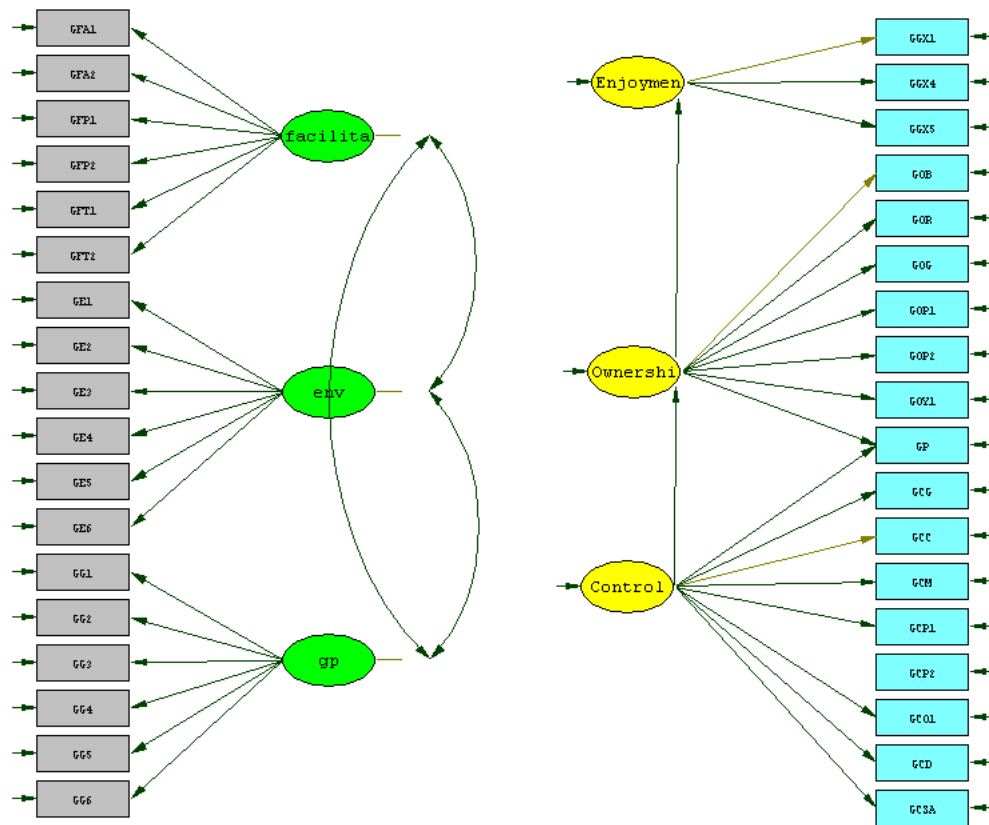 GFA1
GFA2
GFP1
GFP2
GFT1
GFT2
GE1
GE2
GE3
GE4
GE5
GE6
GG1
GG2
GG3
GG4
GG5
GG6
facilita
env
gp
Enjoymen
Ownershi
Control
GGX1
GGX4
GGX5
GOB
GOR
GOG
GOP1
GOP2
GOY1
GP
GCG
GCC
GCM
GCP1
GCP2
GCO1
GCD
GCSA